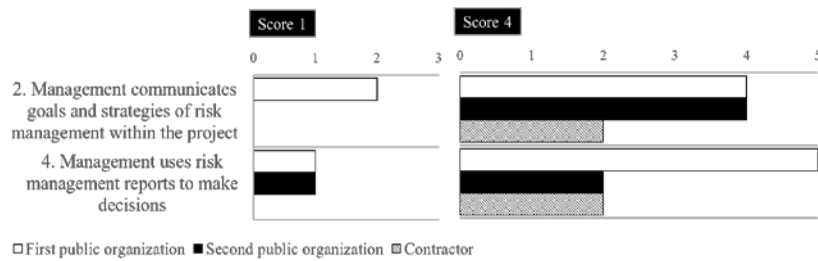 Score 1
Score 4
0 1 2 3
0 1 2 3 4 5
2. Management communicates
goals and strategies of risk
management within the project
4. Management uses risk
management reports to make
decisions
First public organization Second public organization Contractor